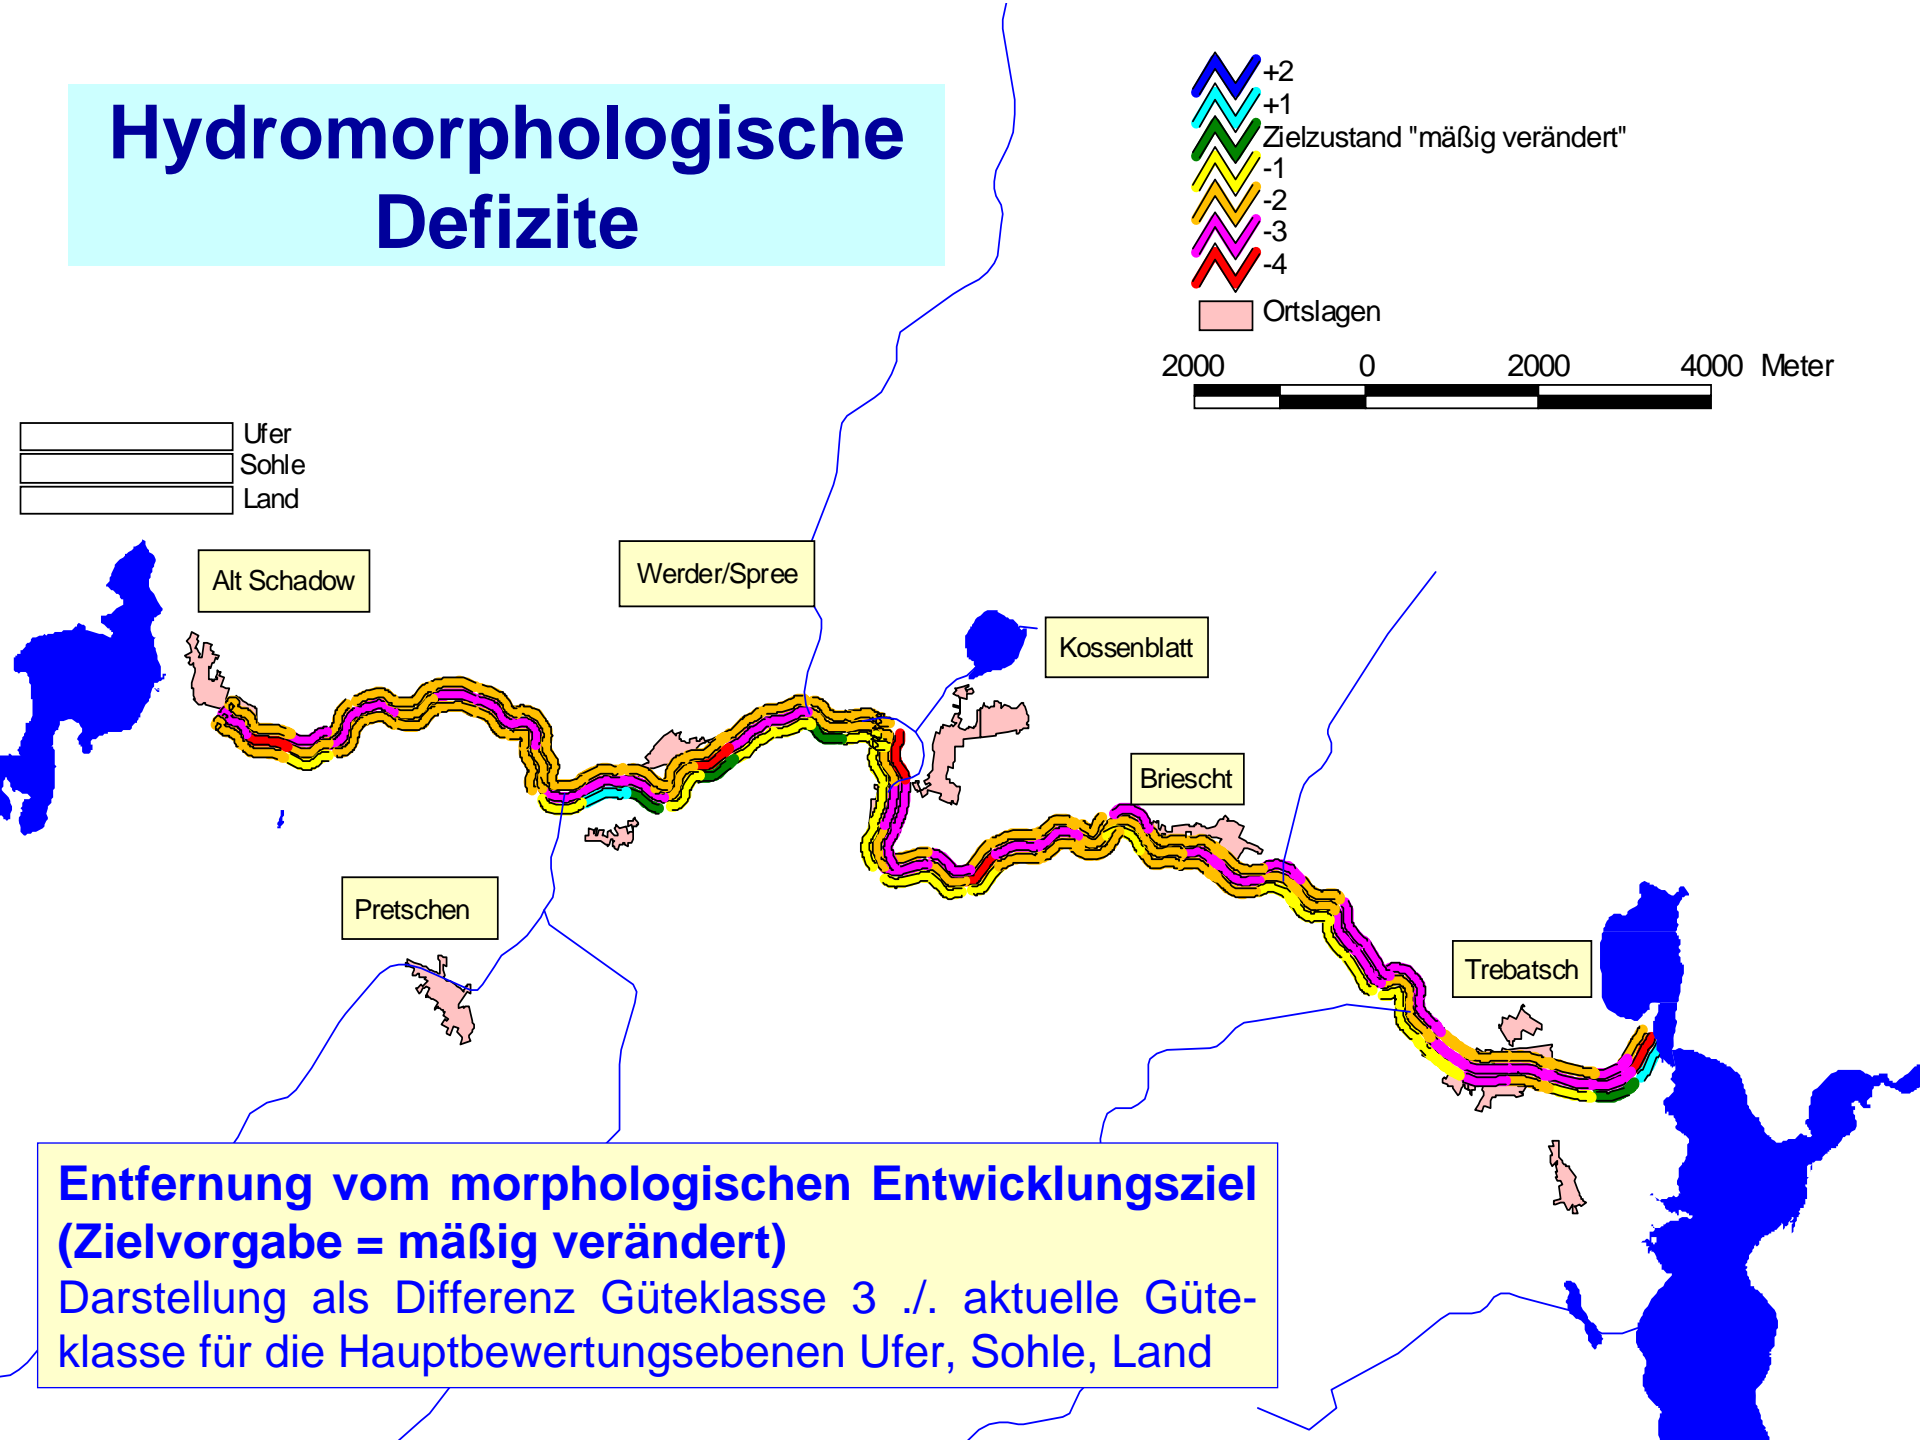 Hydromorphologische
Defizite
+2
+1
Zielzustand "mäßig verändert"
-1
-2
-3
-4
Ortslagen
2000 0 2000 4000 Meter
Ufer
Sohle
Land
Alt Schadow
Werder/Spree
Kossenblatt
Briescht
Pretschen
Trebatsch
Entfernung vom morphologischen Entwicklungsziel
(Zielvorgabe = mäßig verändert)
Darstellung als Differenz Güteklasse 3 ./. aktuelle Güte-
klasse für die Hauptbewertungsebenen Ufer, Sohle, Land